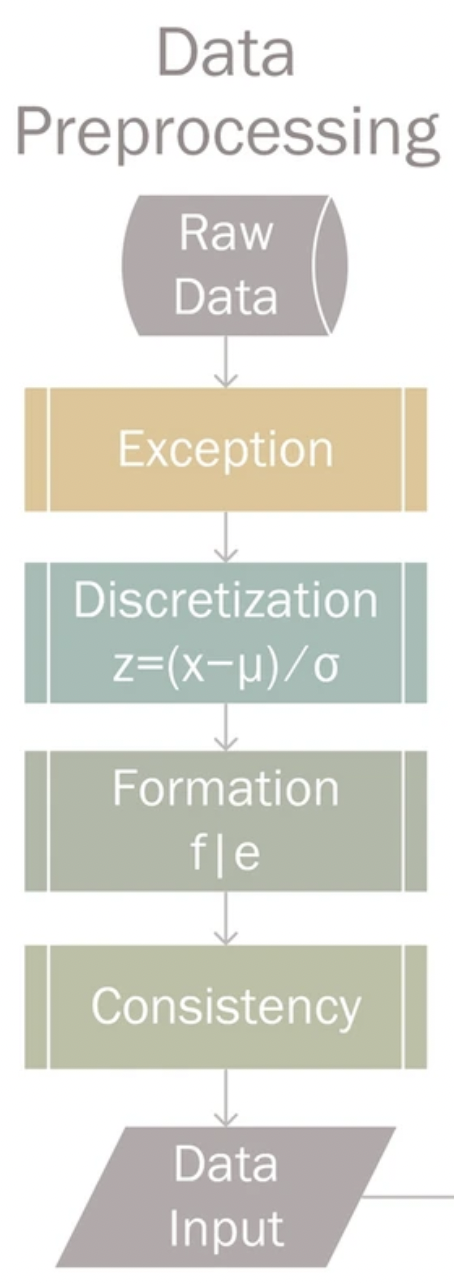 Data
Preprocessing
Raw
Data
Exception
Discretization
z=(x−μ)/σ
Formation
f|e
Consistency
Data
Input